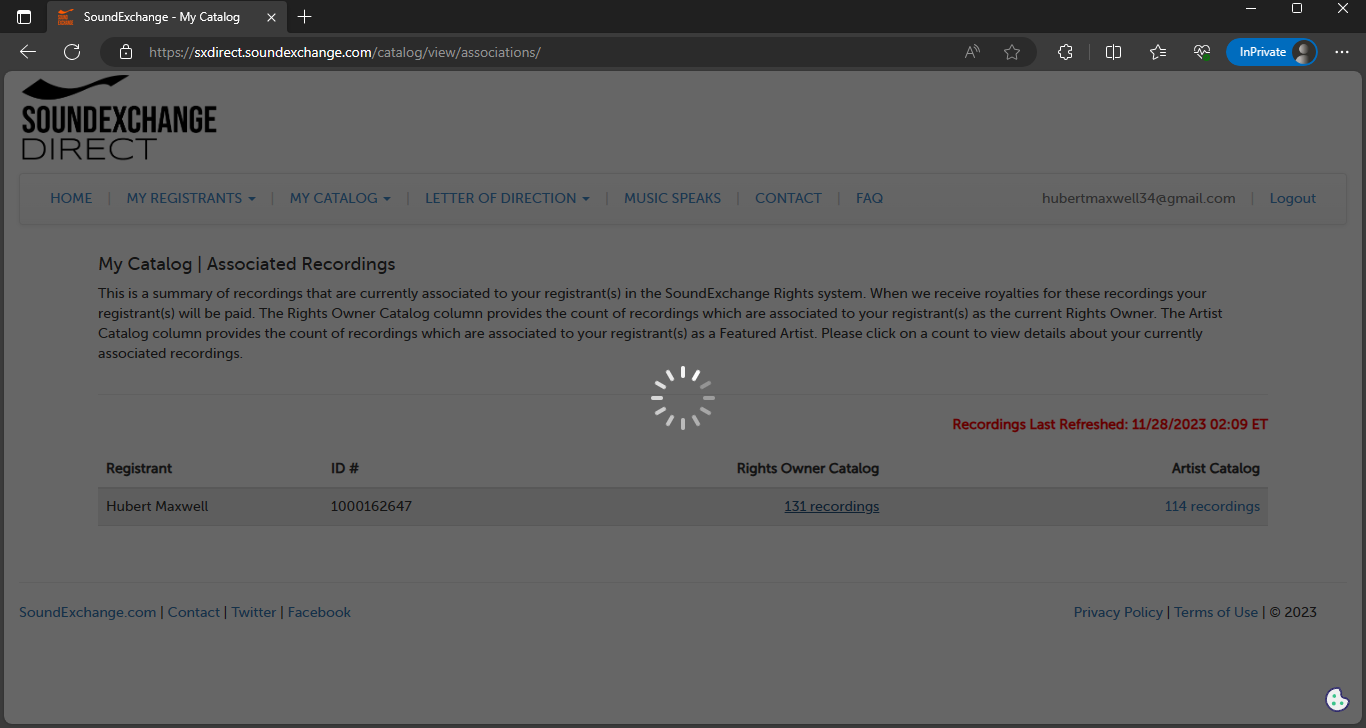 SoundExchange - My Catalog
https://sxdirect.soundexchange.com/catalog/view/associations/
InPrivate
SOUNDEXCHANGE
DIRECT
HOME | MY REGISTRANTS | MY CATALOG | LETTER OF DIRECTION | MUSIC SPEAKS | CONTACT | FAQ hubertmaxwell34@gmail.com | Logout
My Catalog | Associated Recordings
This is a summary of recordings that are currently associated to your registrant(s) in the SoundExchange Rights system. When we receive royalties for these recordings your
registrant(s) will be paid. The Rights Owner Catalog column provides the count of recordings which are associated to your registrant(s) as the current Rights Owner. The Artist
Catalog column provides the count of recordings which are associated to your registrant(s) as a Featured Artist. Please click on a count to view details about your currently
associated recordings.
Recordings Last Refreshed: 11/28/2023 02:09 ET
Registrant ID # Rights Owner Catalog Artist Catalog
Hubert Maxwell 1000162647 131 recordings 114 recordings
SoundExchange.com | Contact | Twitter | Facebook Privacy Policy | Terms of Use | © 2023